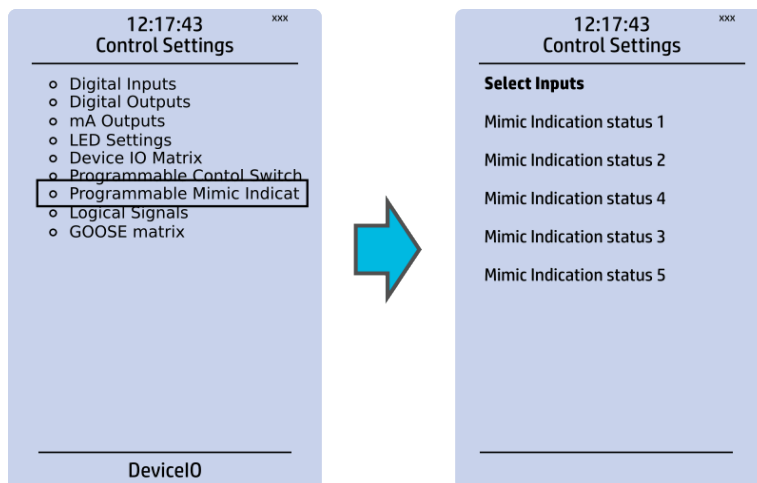 12:17:43
xxx
Control Settings
Digital Inputs
Digital Outputs
mA Outputs
LED Settings
Device IO Matrix
Programmable Contol Switch
Programmable Mimic Indicat
Logical Signals
GOOSE matrix
DeviceIO
12:17:43
xxx
Control Settings
Select Inputs
Mimic Indication status 1
Mimic Indication status 2
Mimic Indication status 4
Mimic Indication status 3
Mimic Indication status 5